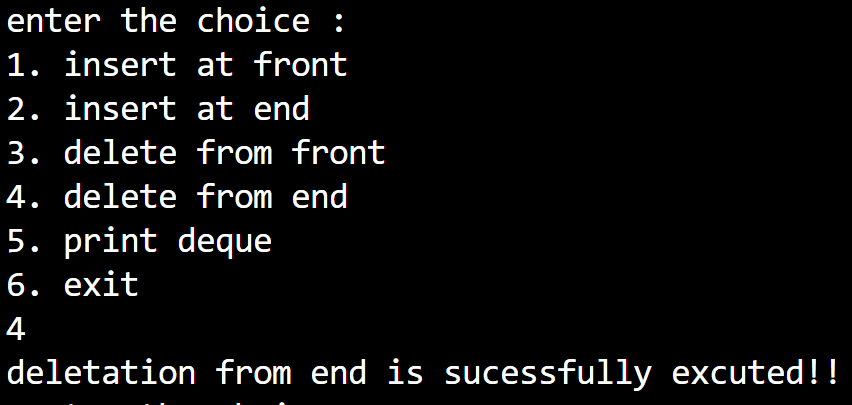 enter the choice :
1. insert at front
2. insert at end
3. delete from front
4. delete from end
5. print deque
6. exit
4
deletation from end is sucessfully excuted!!